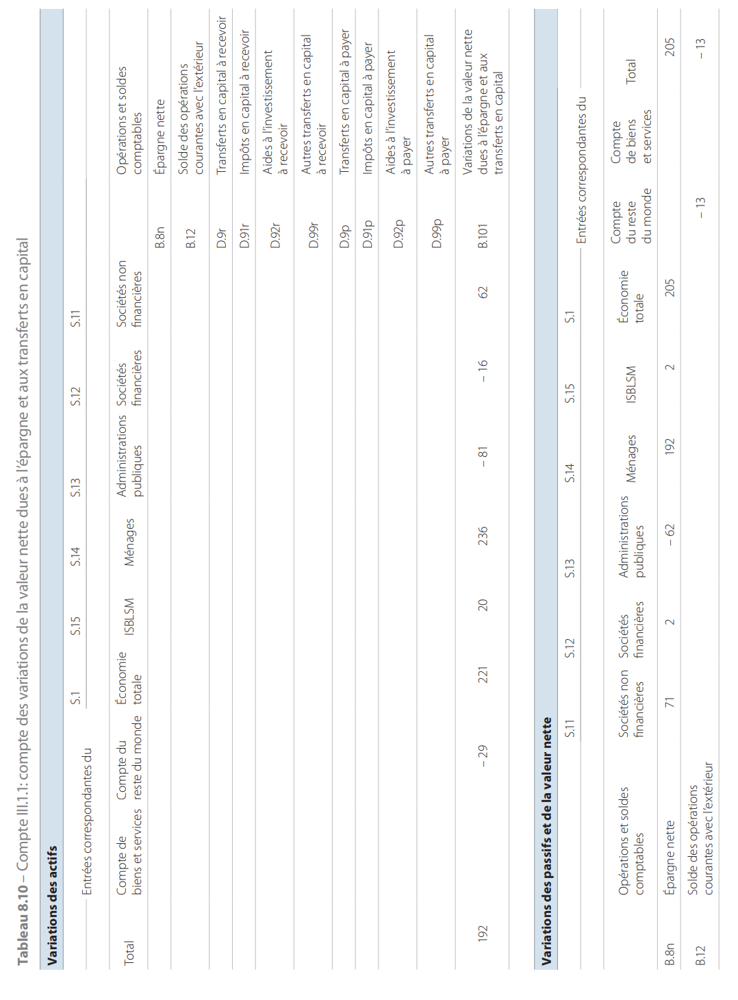 Tableau 8.10 – Compte III.1.1: compte des variations de la valeur nette dues à l’épargne et aux transferts en capital
Variations des actifs
S.1 S.15 S.14 S.13 S.12 S.11
Entrées correspondantes du
Total Compte de Compte du Économie ISBLSM Ménages Administrations Sociétés Sociétés non Opérations et soldes
biens et services reste du monde totale publiques financières financières comptables
B.8n Épargne nette
B.12 Solde des opérations
courantes avec l’extérieur
D.9r Transferts en capital à recevoir
D.91r Impôts en capital à recevoir
D.92r Aides à l’investissement
à recevoir
D.99r Autres transferts en capital
à recevoir
D.9p Transferts en capital à payer
D.91p Impôts en capital à payer
D.92p Aides à l’investissement
à payer
D.99p Autres transferts en capital
à payer
192 – 29 221 20 236 – 81 – 16 62 B.101 Variations de la valeur nette
dues à l’épargne et aux
transferts en capital
Variations des passifs et de la valeur nette
S.11 S.12 S.13 S.14 S.15 S.1
Entrées correspondantes du
Opérations et soldes Sociétés non Sociétés Administrations Ménages ISBLSM Économie Compte Compte Total
comptables financières financières publiques totale du reste de biens
du monde et services
B.8n Épargne nette 71 2 – 62 192 2 205 205
B.12 Solde des opérations – 13 – 13
courantes avec l’extérieur